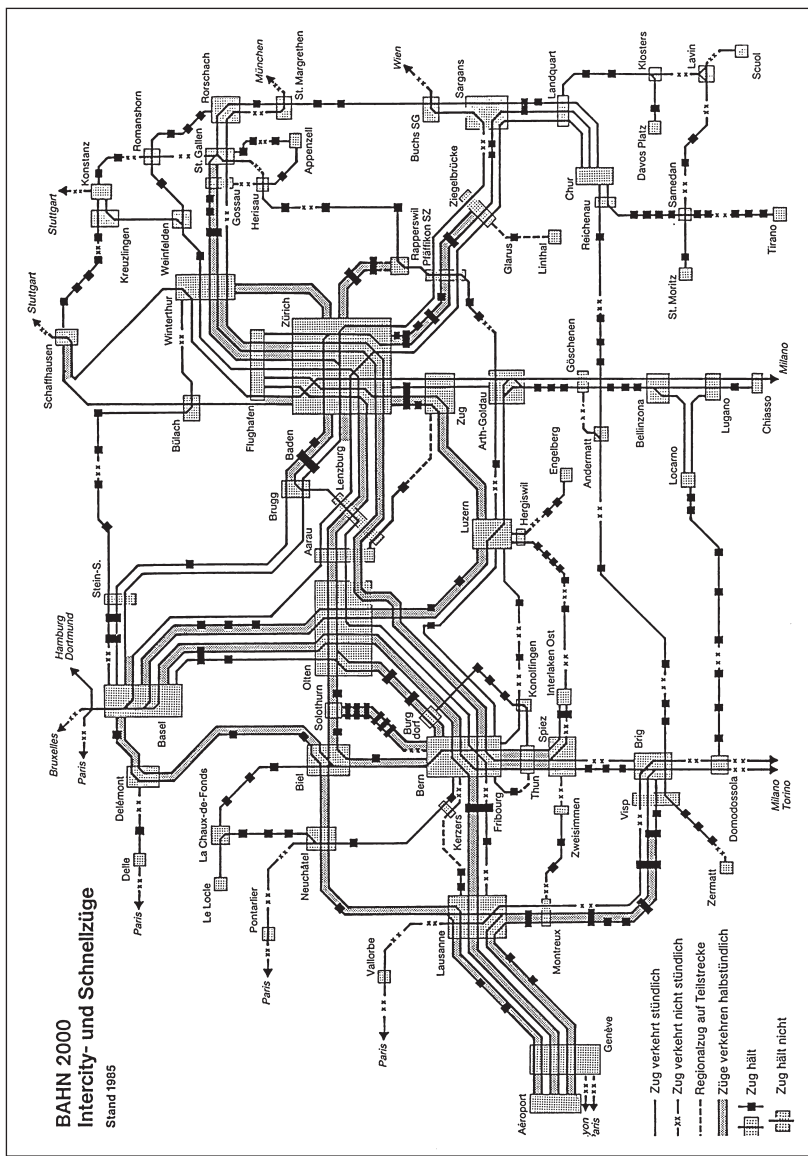 BAHN 2000
Intercity- und Schnellzüge
Stand 1985
Stuttgart
Stuttgart
München
Wien
Hamburg
Dortmund
Bruxelles
Paris
Schaffhausen
Kreuzlingen
Konstanz
Romanshorn
Rorschach
St. Margrethen
Weinfelden
Winterthur
Gossau
St. Gallen
Herisau
Appenzell
Bülach
Flughafen
Zürich
Rapperswil
Pfäffikon SZ
Ziegelbrücke
Buchs SG
Sargans
Landquart
Klosters
Lavin
Scuol
Davos Platz
Glarus
Linthal
Chur
Reichenau
Samedan
St. Moritz
Tirano
Stein-S.
Baden
Brugg
Lenzburg
Aarau
Zug
Arth-Goldau
Göschenen
Andermatt
Bellinzona
Lugano
Chiasso
Milano
Locarno
Luzern
Hergiswil
Engelberg
Basel
Olten
Solothurn
Burg
dorf
Konolfingen
Interlaken Ost
Delémont
Delle
Paris
Biel
Bern
Thun
Spiez
Brig
Visp
Domodossola
Milano
Torino
La Chaux-de-Fonds
Le Locle
Neuchâtel
Pontarlier
Paris
Kerzers
Fribourg
Zweisimmen
Zermatt
Vallorbe
Paris
Lausanne
Montreux
Genève
Aéroport
yon
Paris
Zug verkehrt stündlich
Zug verkehrt nicht stündlich
Regionalzug auf Teilstrecke
Züge verkehren halbstündlich
Zug hält
Zug hält nicht